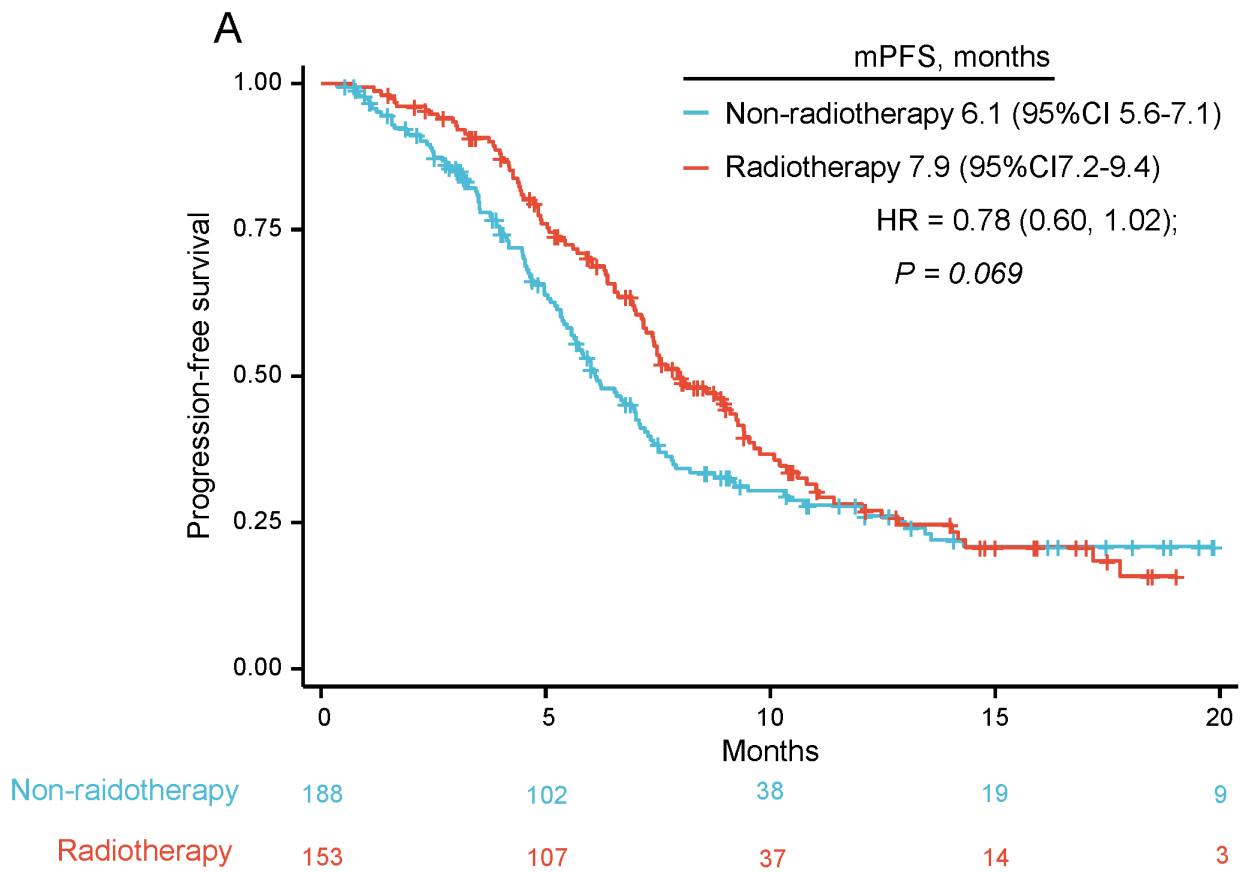 A
mPFS, months
Non-radiotherapy 6.1 (95%CI 5.6-7.1)
Radiotherapy 7.9 (95%CI7.2-9.4)
HR = 0.78 (0.60, 1.02);
P = 0.069
Progression-free survival
1.00
0.75
0.50
0.25
0.00
0 5 10 15 20
Months
Non-raidotherapy 188 102 38 19 9
Radiotherapy 153 107 37 14 3